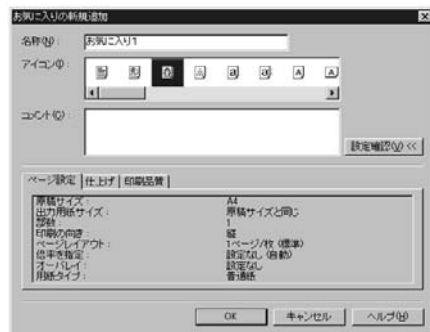 お気に入りの新規追加
名称(N):
お気に入り1
アイコン(I):
コメント(C):
設定確認(V) <<
ページ設定 仕上げ 印刷品質
原稿サイズ: A4
出力用紙サイズ: 原稿サイズと同じ
部数: 1
印刷の向き: 縦
ページレイアウト: 1ページ/枚 (標準)
倍率を指定: 設定なし (自動)
オーバレイ: 設定なし
用紙タイプ: 普通紙
OK キャンセル ヘルプ(H)